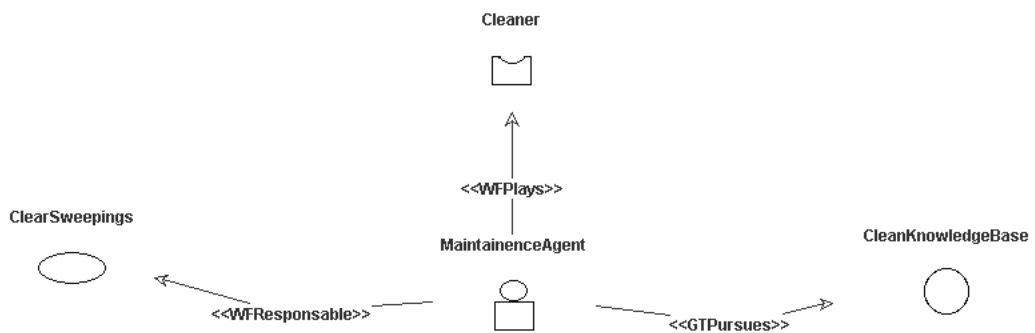 Cleaner
<<WFPlays>>
ClearSweepings
MaintainenceAgent
CleanKnowledgeBase
<<WFResponsable>>
<<GTPursues>>